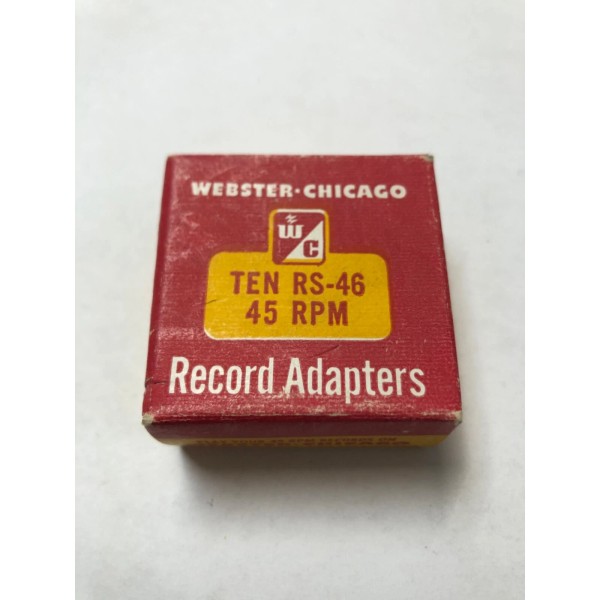 WEBSTER·CHICAGO
W
C
TEN RS-46
45 RPM
Record Adapters